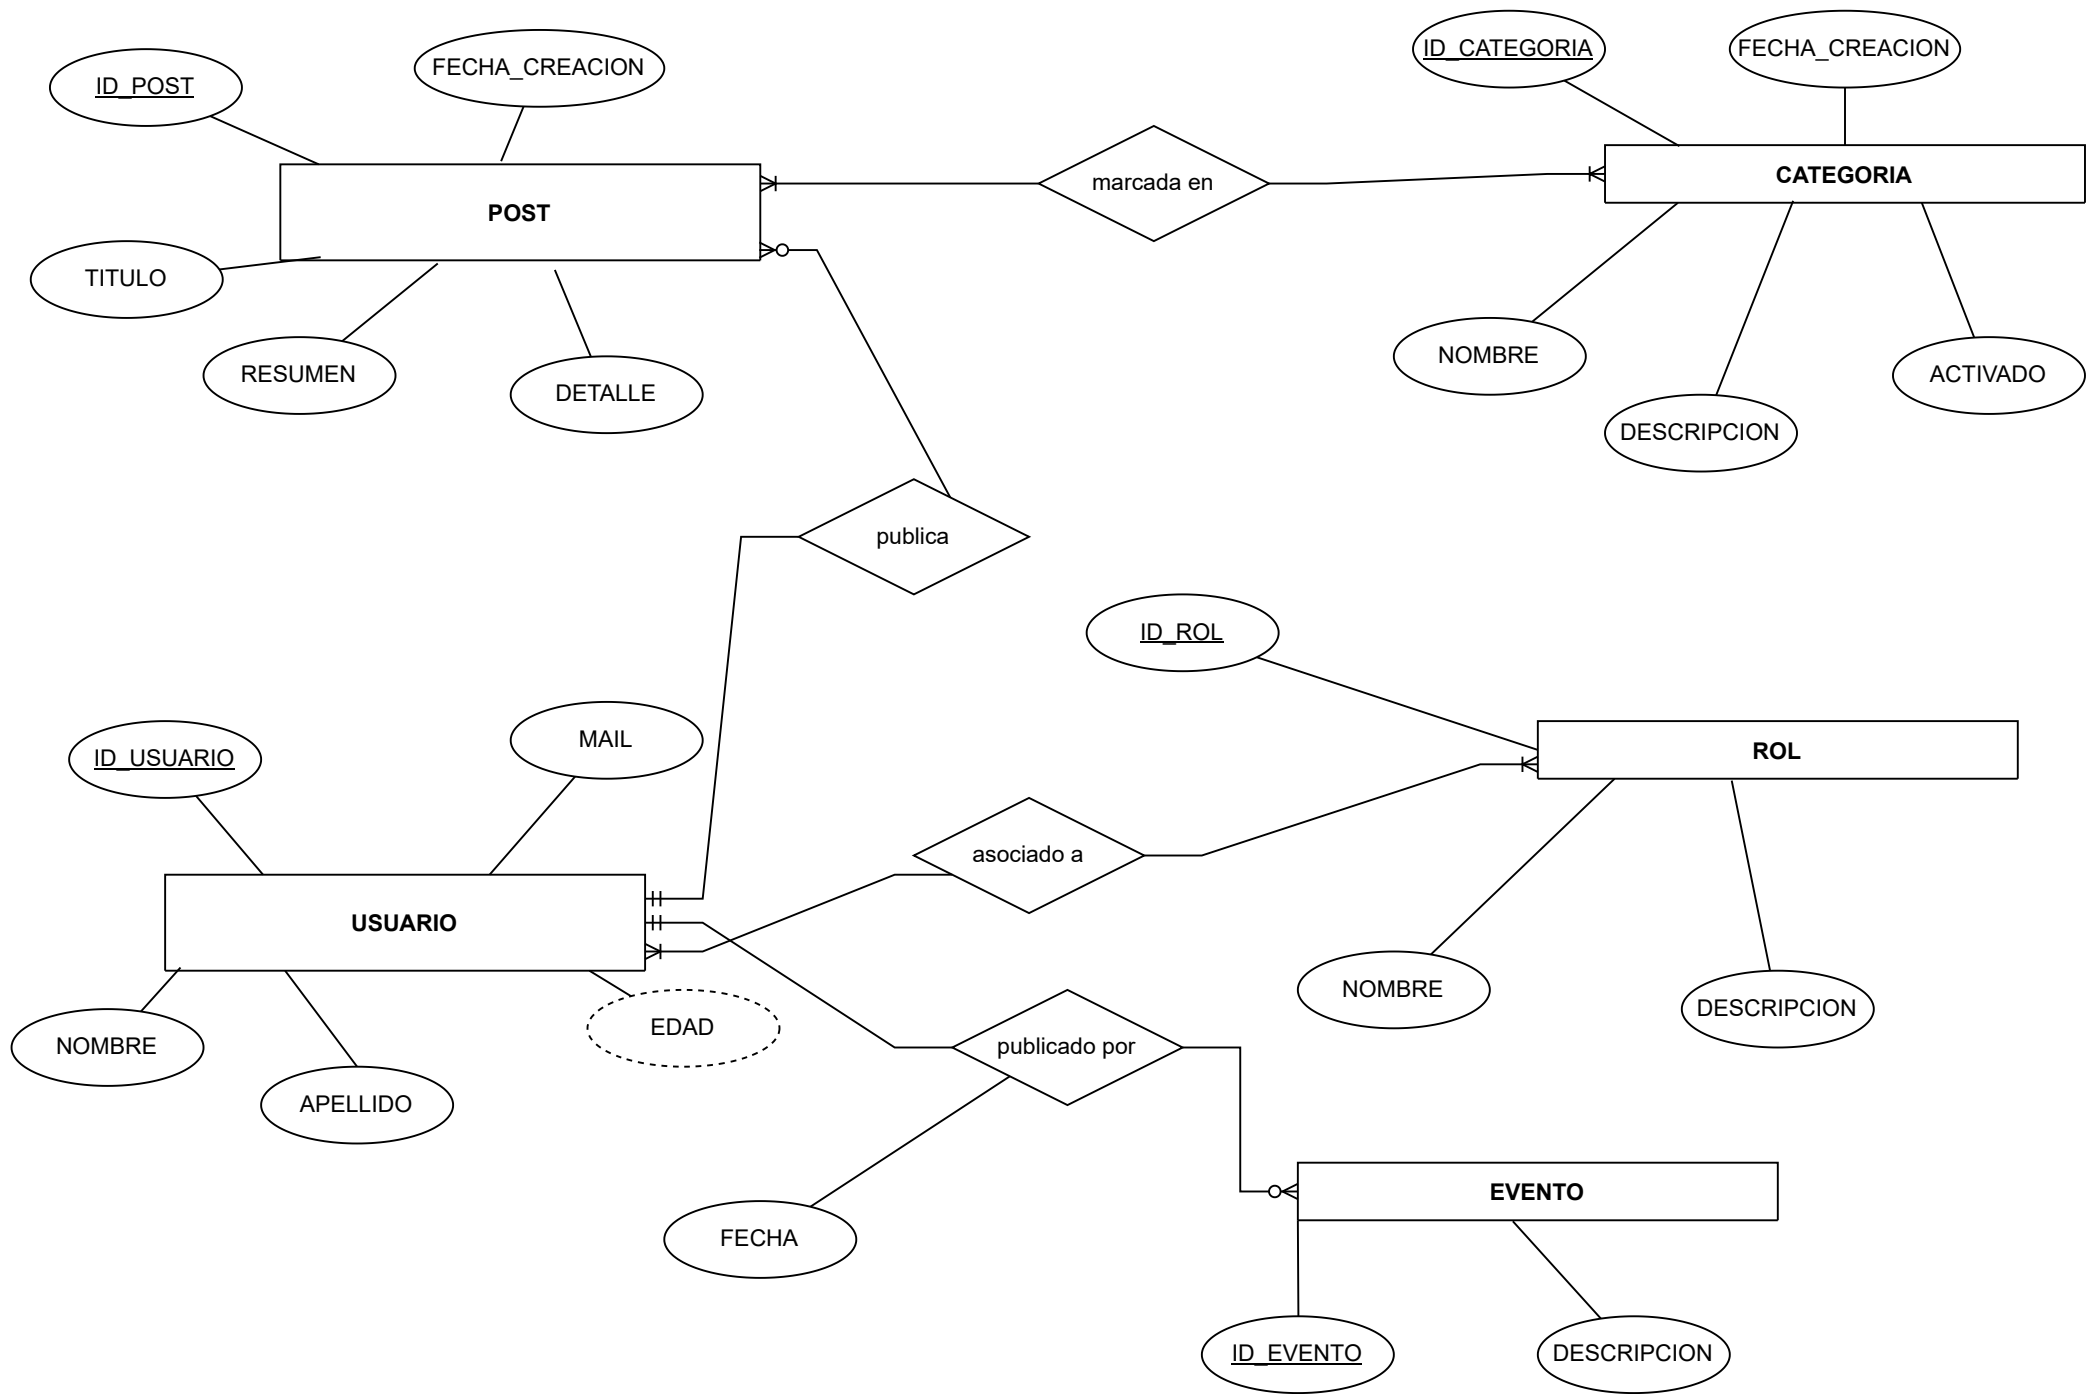 ID_CATEGORIA
FECHA_CREACION
FECHA_CREACION
ID_POST
CATEGORIA
marcada en
POST
TITULO
NOMBRE
RESUMEN
ACTIVADO
DETALLE
DESCRIPCION
publica
ID_ROL
MAIL
ROL
ID_USUARIO
asociado a
USUARIO
NOMBRE
DESCRIPCION
EDAD
NOMBRE
publicado por
APELLIDO
EVENTO
FECHA
ID_EVENTO
DESCRIPCION